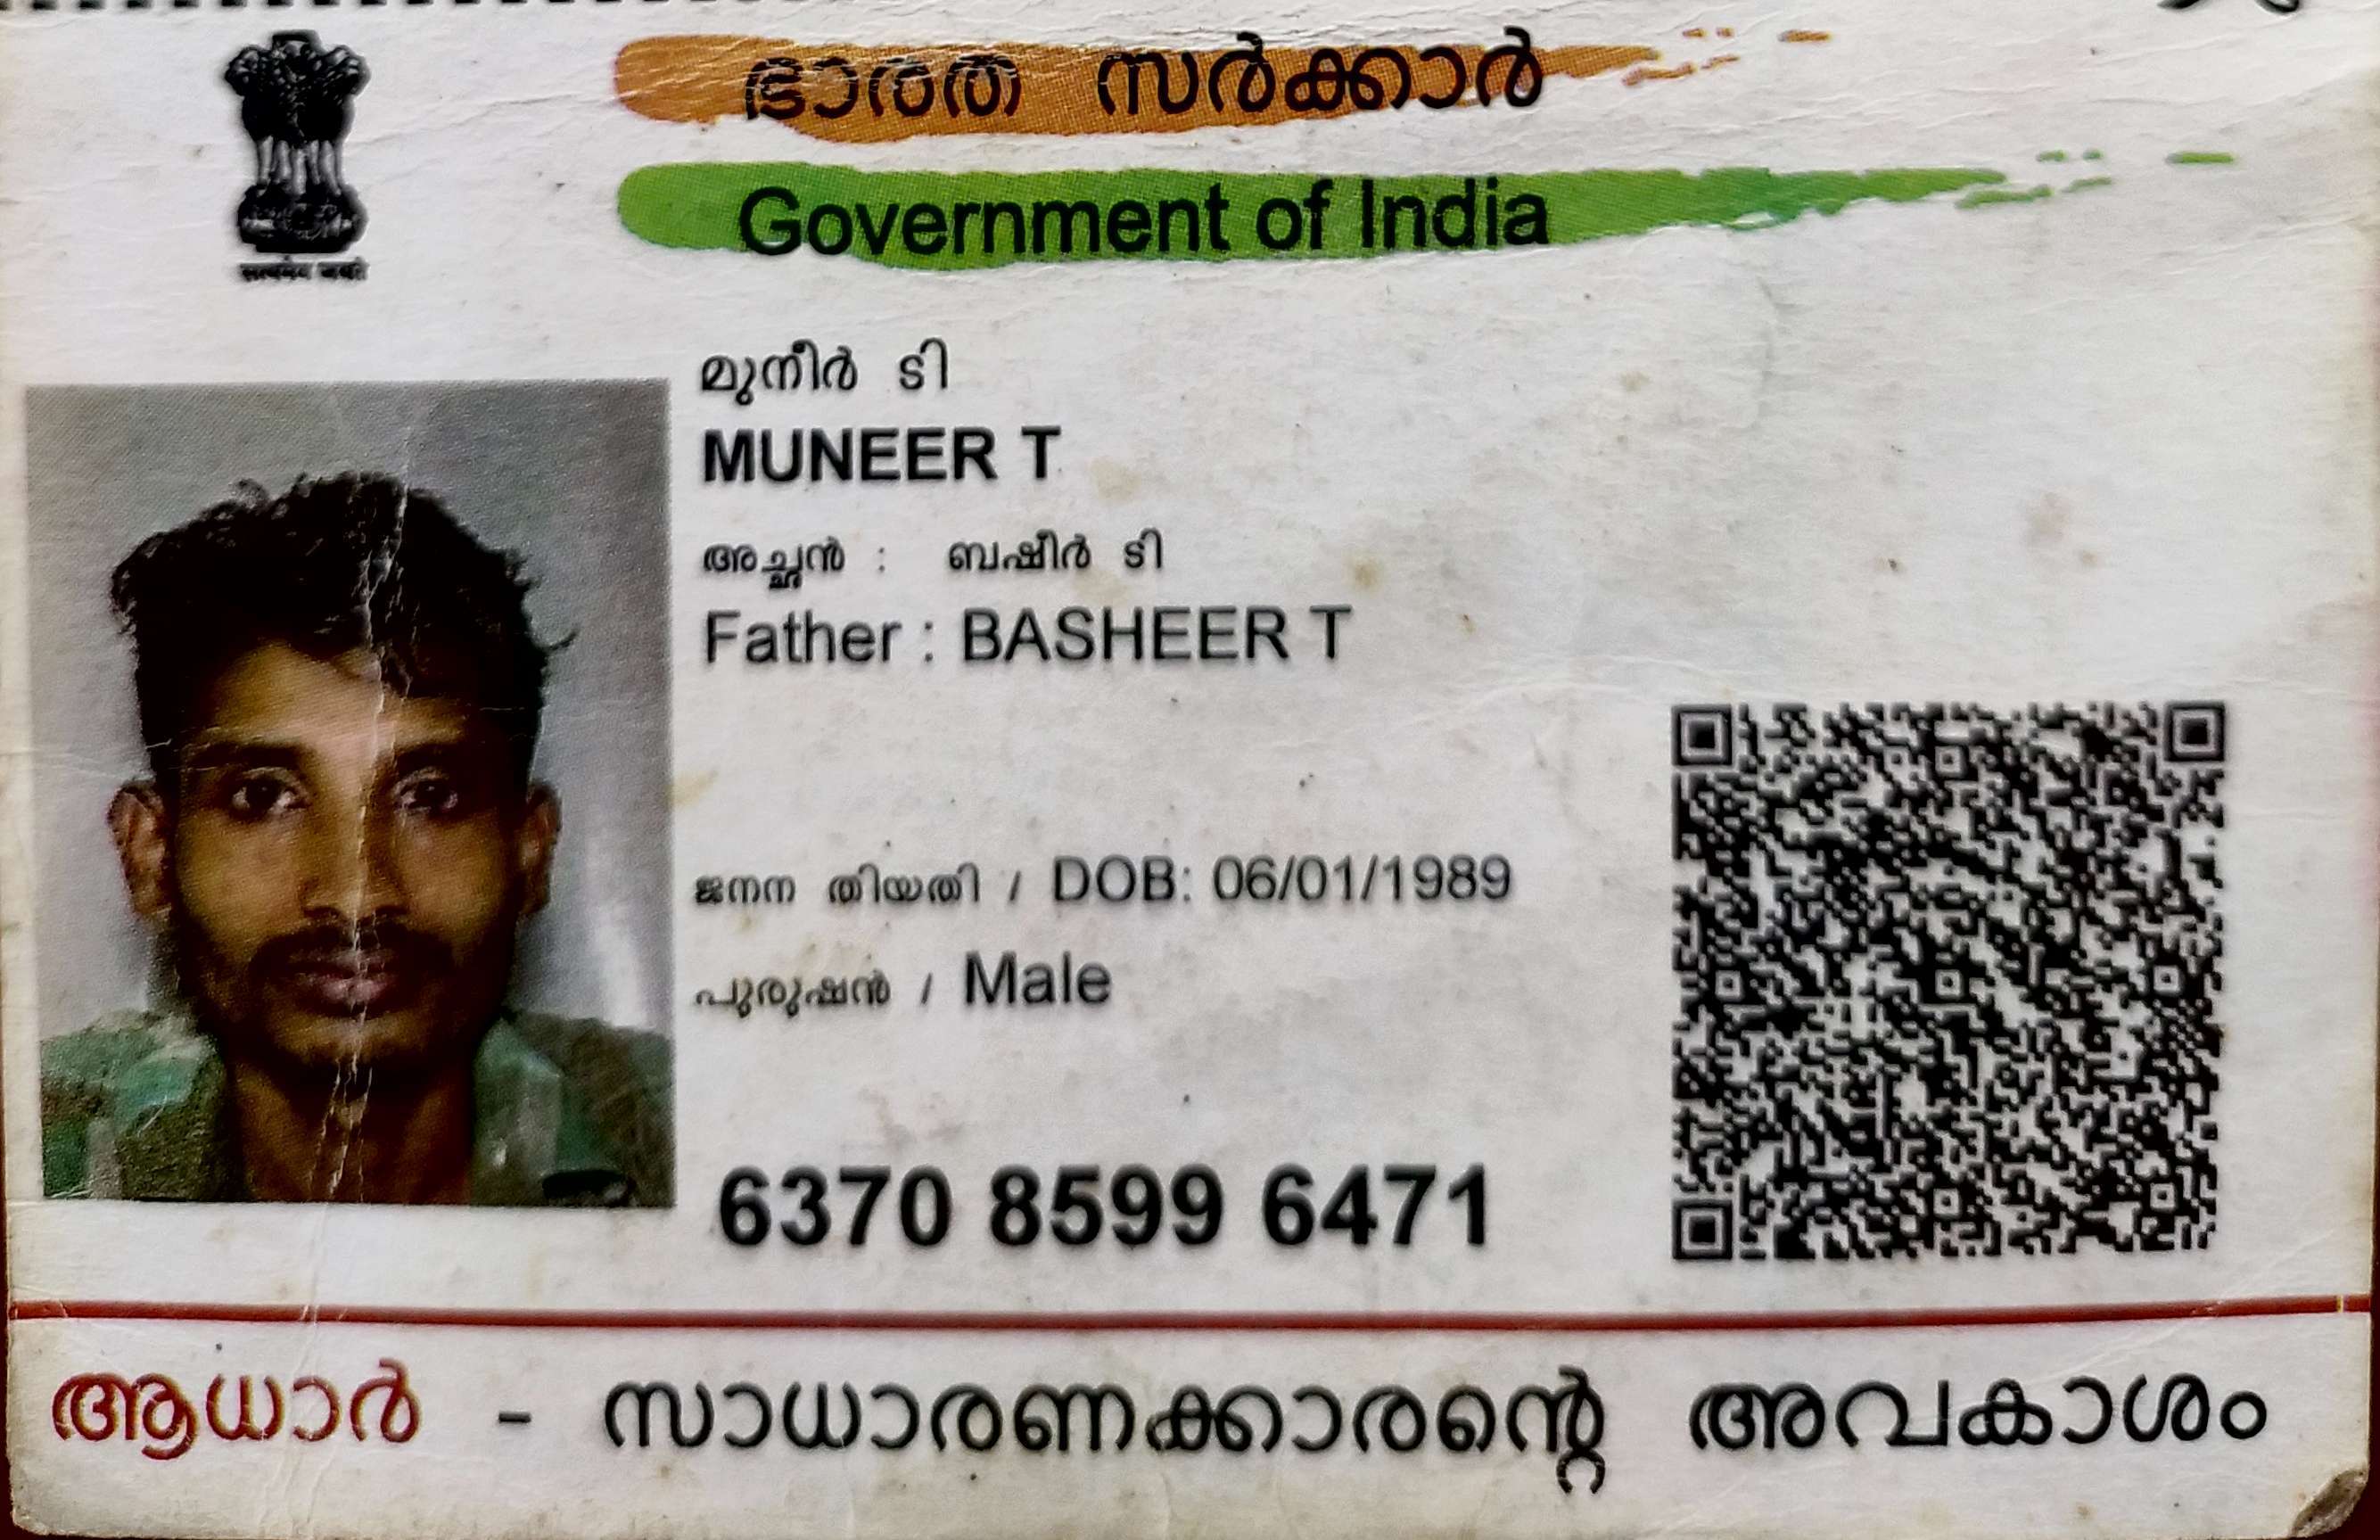 ഭാരത സർക്കാർ
Government of India
सत्यमेव जयते
മുനീർ ടി
MUNEER T
അച്ഛൻ : ബഷീർ ടി
Father : BASHEER T
ജനന തിയതി / DOB: 06/01/1989
പുരുഷൻ / Male
6370 8599 6471
ആധാർ - സാധാരണക്കാരന്റെ അവകാശം